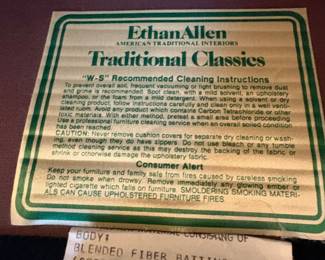 Ethan Allen
AMERICAN TRADITIONAL INTERIORS
Traditional Classics
"W-S" Recommended Cleaning Instructions
To prevent overall soil, frequent vacuuming or light brushing to remove dust
and grime is recommended. Spot clean, with a mild solvent, an upholstery
shampoo, or the foam from a mild detergent. When using a solvent or dry
cleaning product, follow instructions carefully and clean only in a well venti-
lated room. Avoid any product which contains Carbon Tetrachloride or other
toxic materials. With either method, pretest a small area before proceeding
Use a professional furniture cleaning service when an overall soiled condition
has been reached.
CAUTION: Never remove cushion covers for separate dry cleaning or wash-
ing, even though they do have zippers. Do not use bleach or any tumble
method cleaning service as this may destroy the backing of the fabric or
shrink or otherwise damage the upholstery fabric.
Consumer Alert
Keep your furniture and family safe from fires caused by careless smoking
Do not smoke when drowsy. Remove immediately any glowing ember or
lighted cigarette which falls on furniture. SMOLDERING SMOKING MATERI-
ALS CAN CAUSE UPHOLSTERED FURNITURE FIRES
CONSISTING OF
BODY:
BLENDED FIBER BATTING